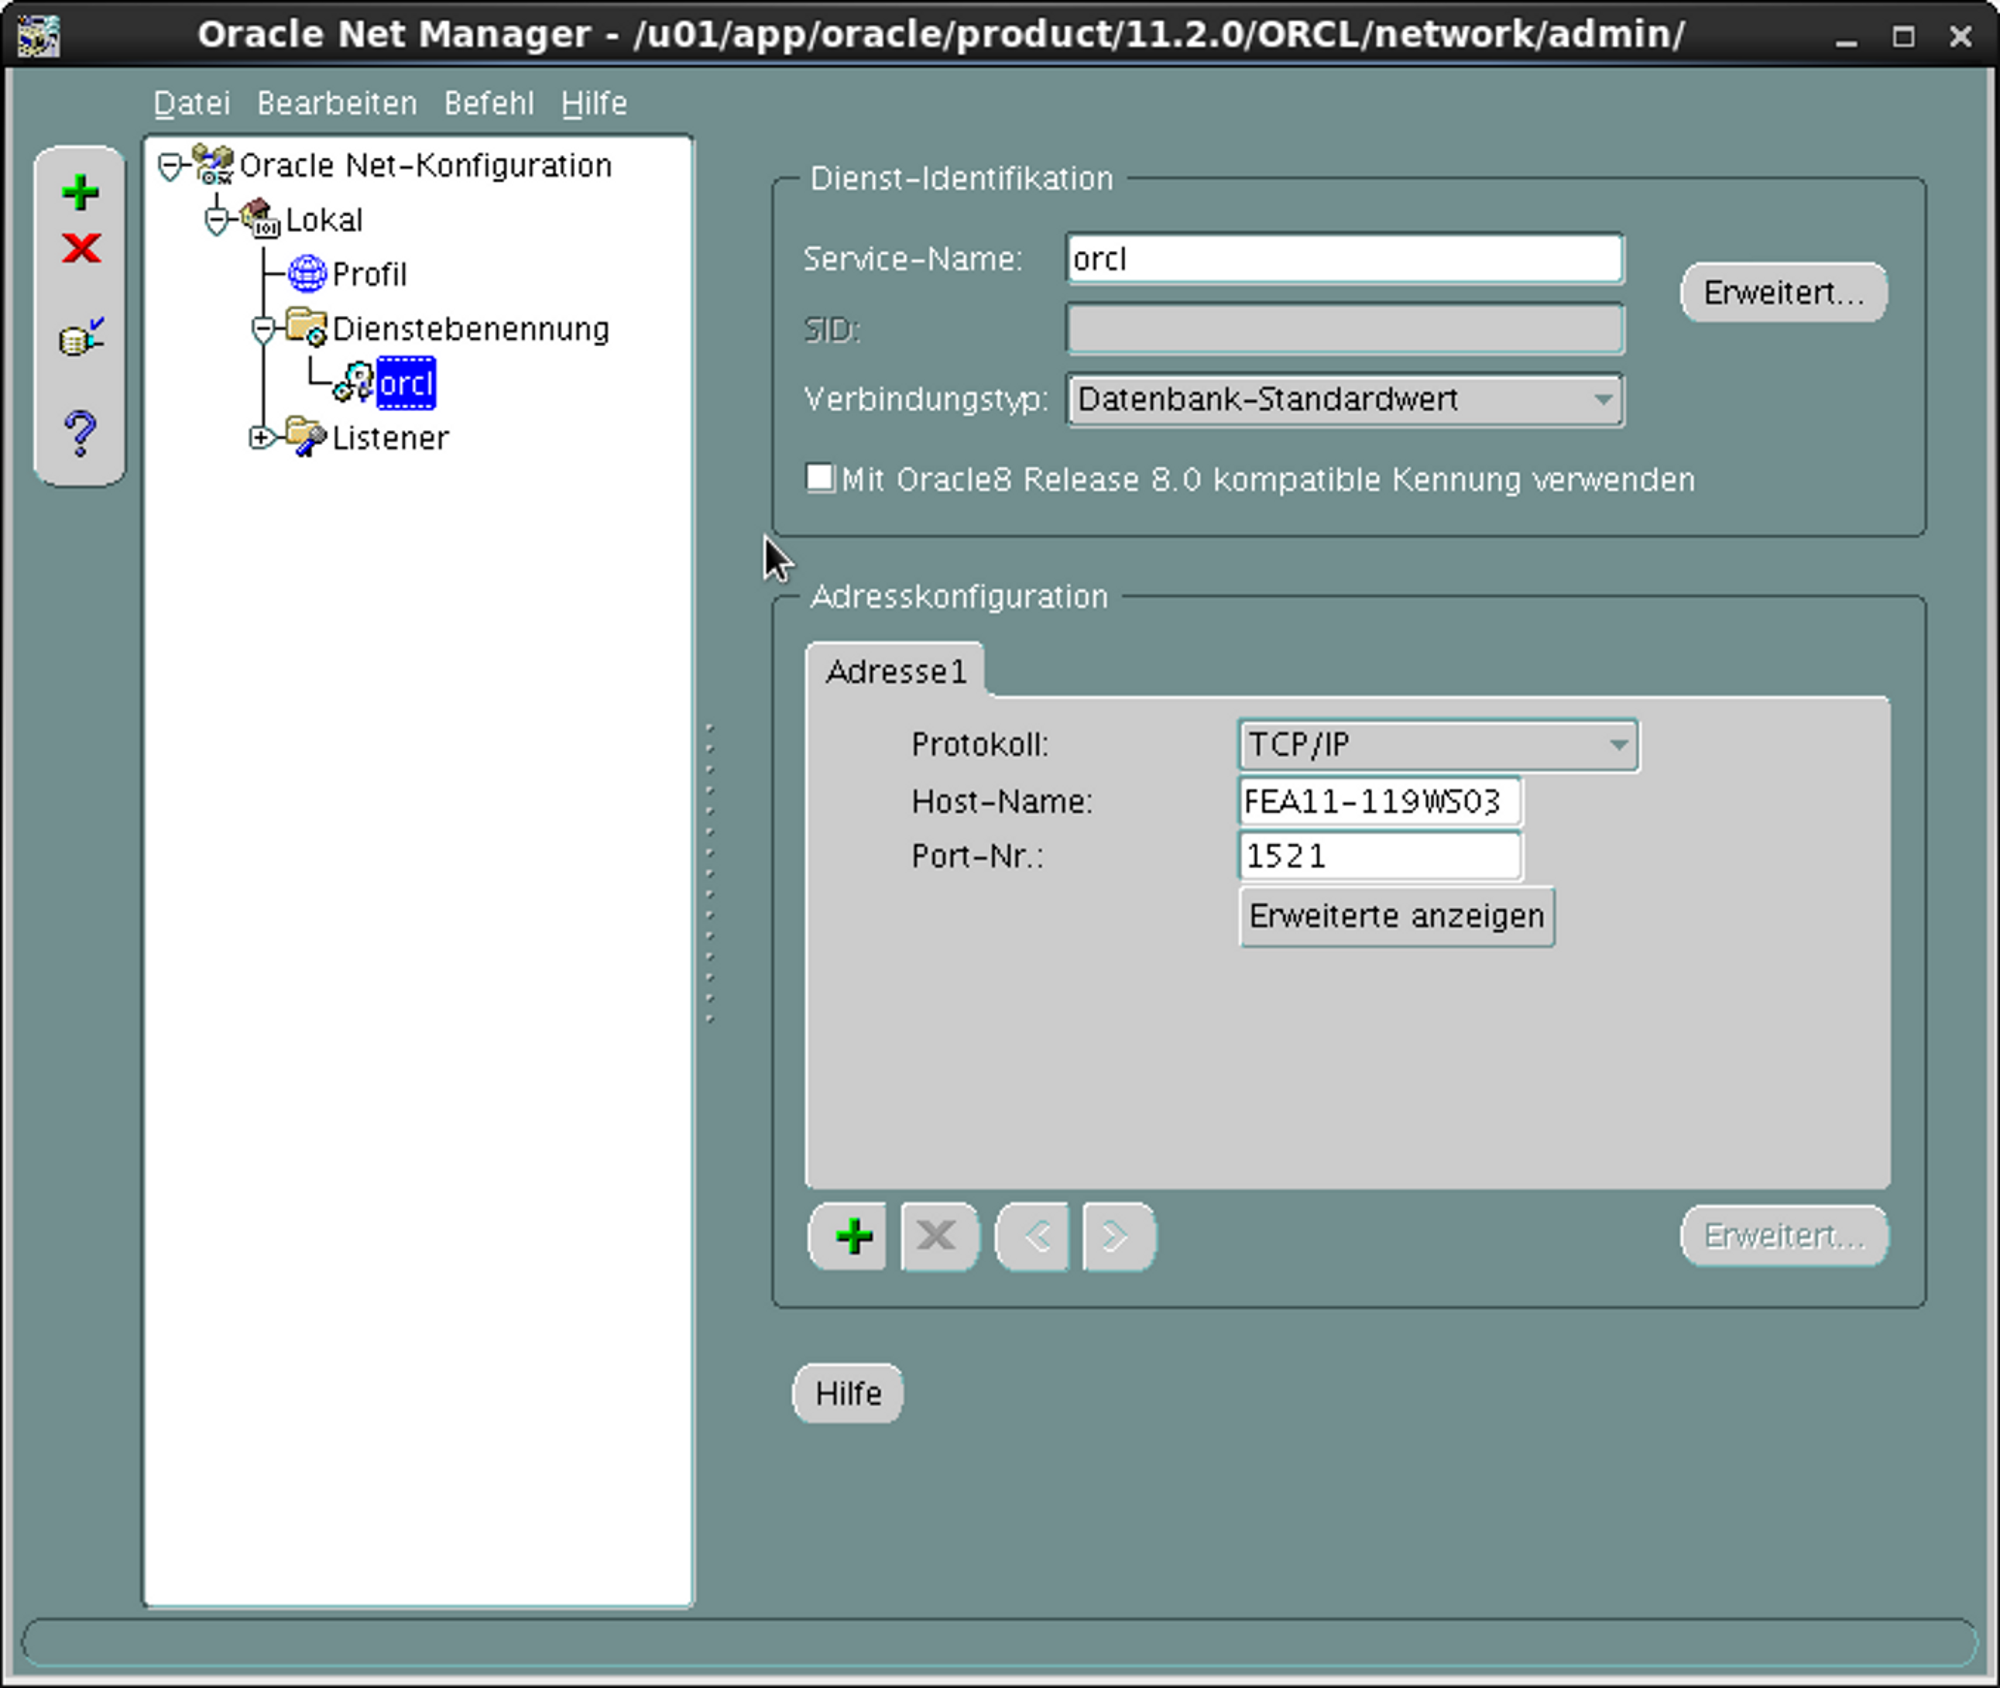 Oracle Net Manager - /u01/app/oracle/product/11.2.0/ORCL/network/admin/
Datei Bearbeiten Befehl Hilfe
Oracle Net-Konfiguration
Lokal
Profil
Dienstebenennung
orcl
Listener
Dienst-Identifikation
Service-Name: orcl
Erweitert...
SID:
Verbindungstyp: Datenbank-Standardwert
Mit Oracle8 Release 8.0 kompatible Kennung verwenden
Adresskonfiguration
Adresse1
Protokoll: TCP/IP
Host-Name: FEA11-119WS03
Port-Nr.: 1521
Erweiterte anzeigen
Erweitert...
Hilfe